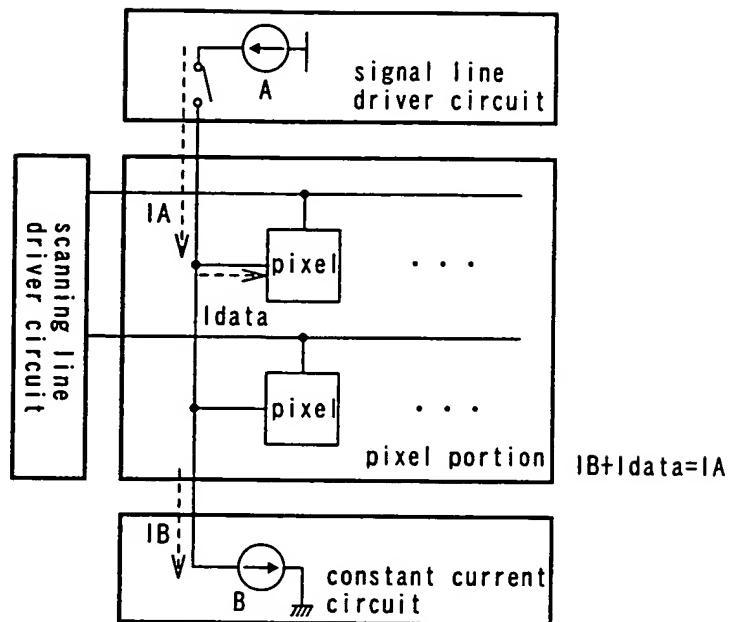 A
signal line
driver circuit
scanning line
driver circuit
IA
pixel
. . .
Idata
pixel
. . .
pixel portion
IB+Idata=IA
IB
B
constant current
circuit